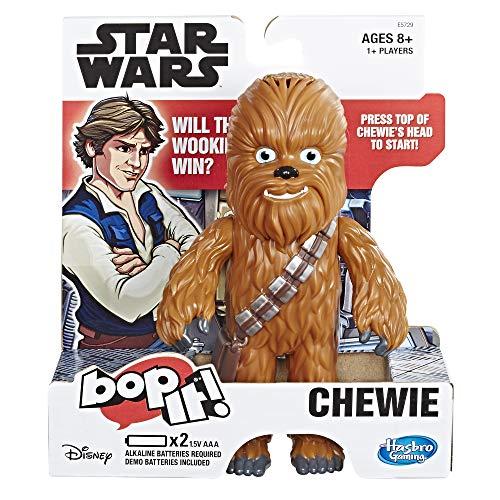 E5729
STAR
WARS
AGES 8+
1+ PLAYERS
WILL TH
WOOKI
WIN?
PRESS TOP OF
CHEWIE'S HEAD
TO START!
bop
it!
CHEWIE
Disney
x2 1.5V AAA
ALKALINE BATTERIES REQUIRED
DEMO BATTERIES INCLUDED
Hasbro
Gaming